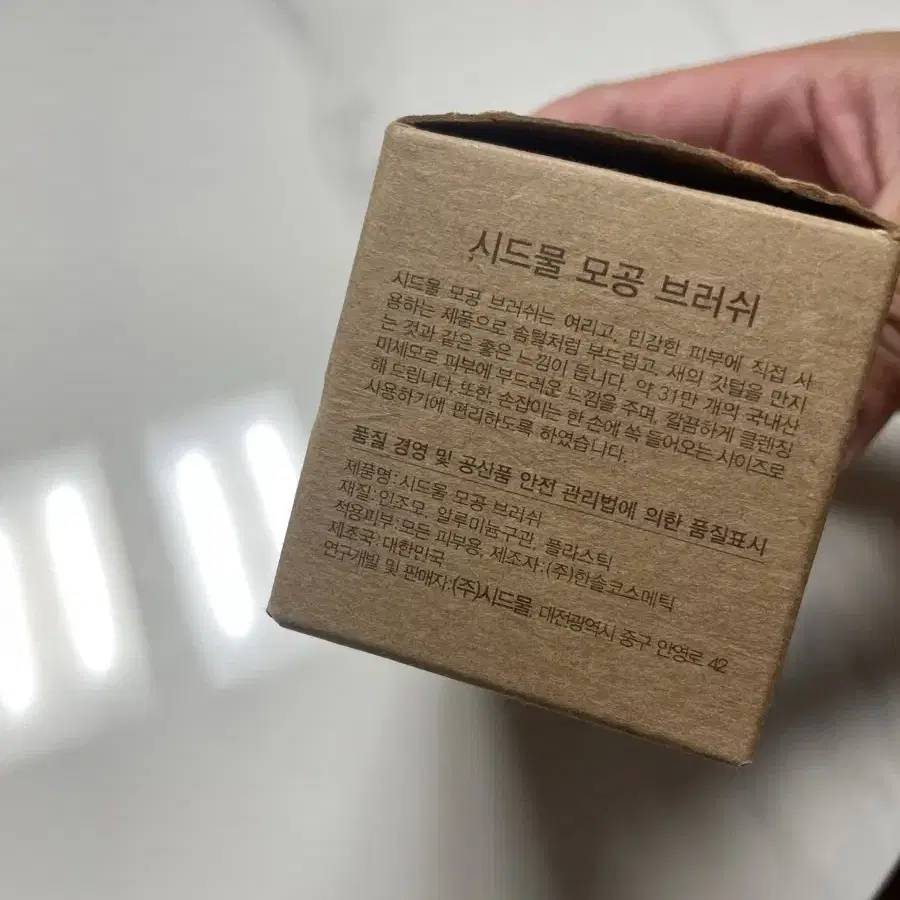 시드물 모공 브러쉬
시드물 모공 브러쉬는 여리고, 민감한 피부에 직접 사
용하는 제품으로 솜털처럼 부드럽고, 새의 깃털을 만지
는 것과 같은 좋은 느낌이 듭니다. 약 31만 개의 국내산
미세모로 피부에 부드러운 느낌을 주며, 깔끔하게 클렌징
해 드립니다. 또한 손잡이는 한 손에 쏙 들어오는 사이즈로
사용하기에 편리하도록 하였습니다.
품질 경영 및 공산품 안전 관리법에 의한 품질표시
제품명:시드물 모공 브러쉬
재질:인조모, 알루미늄구관, 플라스틱
적용피부:모든 피부용, 제조자:(주)한솔코스메틱
제조국:대한민국
연구개발 및 판매자:(주)시드물, 대전광역시 중구 안영로 42